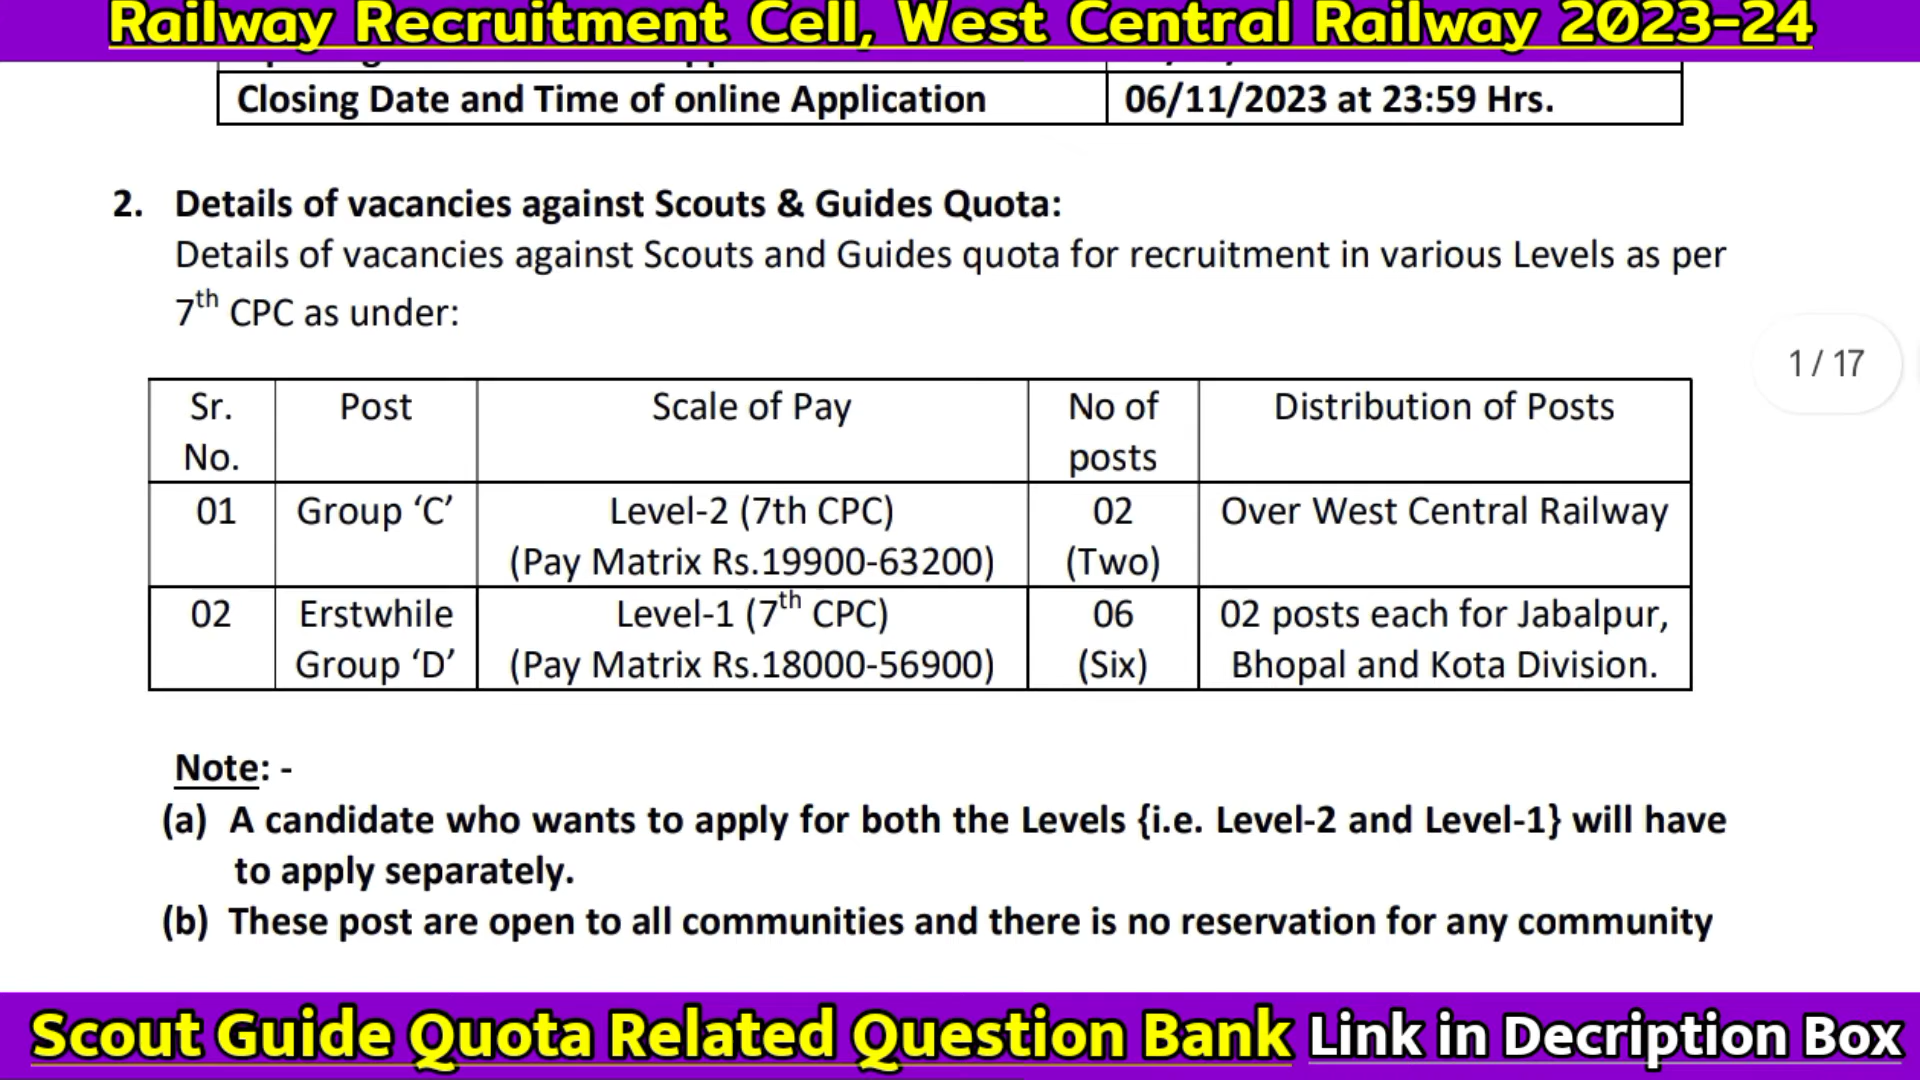 Railway Recruitment Cell, West Central Railway 2023-24
Closing Date and Time of online Application 06/11/2023 at 23:59 Hrs.
2. Details of vacancies against Scouts & Guides Quota:
Details of vacancies against Scouts and Guides quota for recruitment in various Levels as per
7th CPC as under:
1 / 17
Sr. Post Scale of Pay No of Distribution of Posts
No. posts
01 Group ‘C’ Level-2 (7th CPC) 02 Over West Central Railway
(Pay Matrix Rs.19900-63200) (Two)
02 Erstwhile Level-1 (7th CPC) 06 02 posts each for Jabalpur,
Group ‘D’ (Pay Matrix Rs.18000-56900) (Six) Bhopal and Kota Division.
Note: -
(a) A candidate who wants to apply for both the Levels {i.e. Level-2 and Level-1} will have
to apply separately.
(b) These post are open to all communities and there is no reservation for any community
Scout Guide Quota Related Question Bank Link in Decription Box